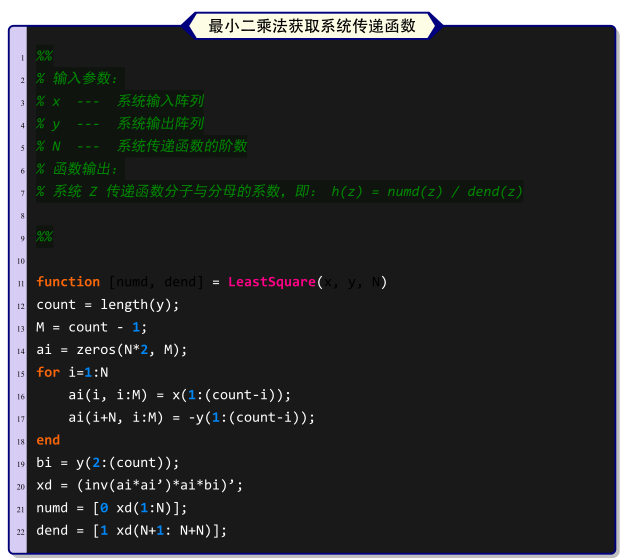 最小二乘法获取系统传递函数
1 %%
2 % 输入参数：
3 % x --- 系统输入阵列
4 % y --- 系统输出阵列
5 % N --- 系统传递函数的阶数
6 % 函数输出：
7 % 系统 Z 传递函数分子与分母的系数，即： h(z) = numd(z) / dend(z)
8
9 %%
10
11 function [numd, dend] = LeastSquare(x, y, N)
12 count = length(y);
13 M = count - 1;
14 ai = zeros(N*2, M);
15 for i=1:N
16 ai(i, i:M) = x(1:(count-i));
17 ai(i+N, i:M) = -y(1:(count-i));
18 end
19 bi = y(2:(count));
20 xd = (inv(ai*ai’)*ai*bi)’;
21 numd = [0 xd(1:N)];
22 dend = [1 xd(N+1: N+N)];